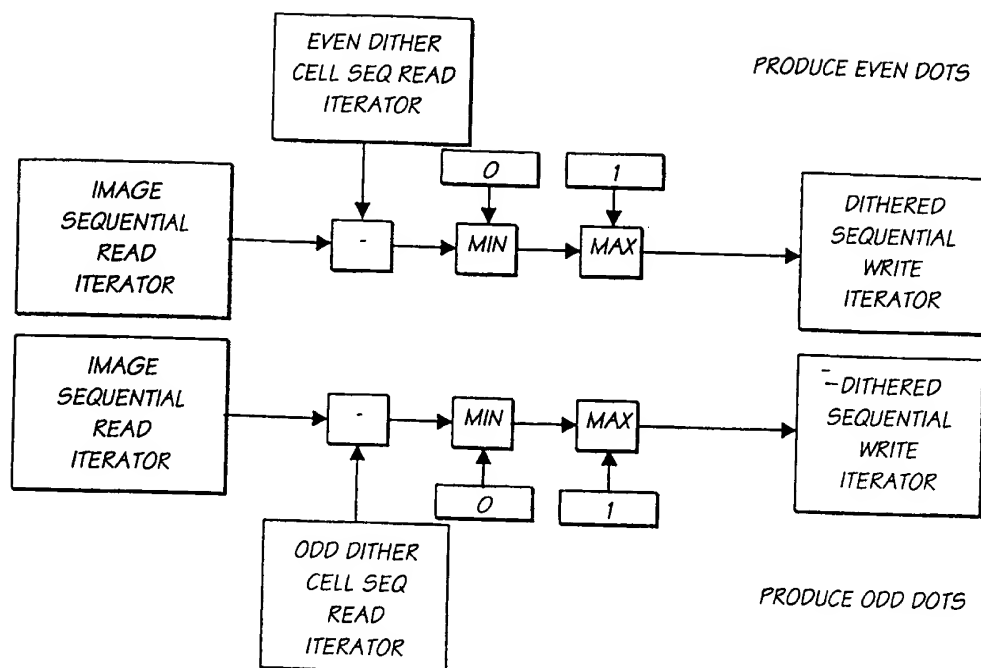 EVEN DITHER
CELL SEQ READ
ITERATOR
PRODUCE EVEN DOTS
0
1
IMAGE
SEQUENTIAL
READ
ITERATOR
-
MIN
MAX
DITHERED
SEQUENTIAL
WRITE
ITERATOR
IMAGE
SEQUENTIAL
READ
ITERATOR
-
MIN
MAX
DITHERED
SEQUENTIAL
WRITE
ITERATOR
0
1
ODD DITHER
CELL SEQ
READ
ITERATOR
PRODUCE ODD DOTS